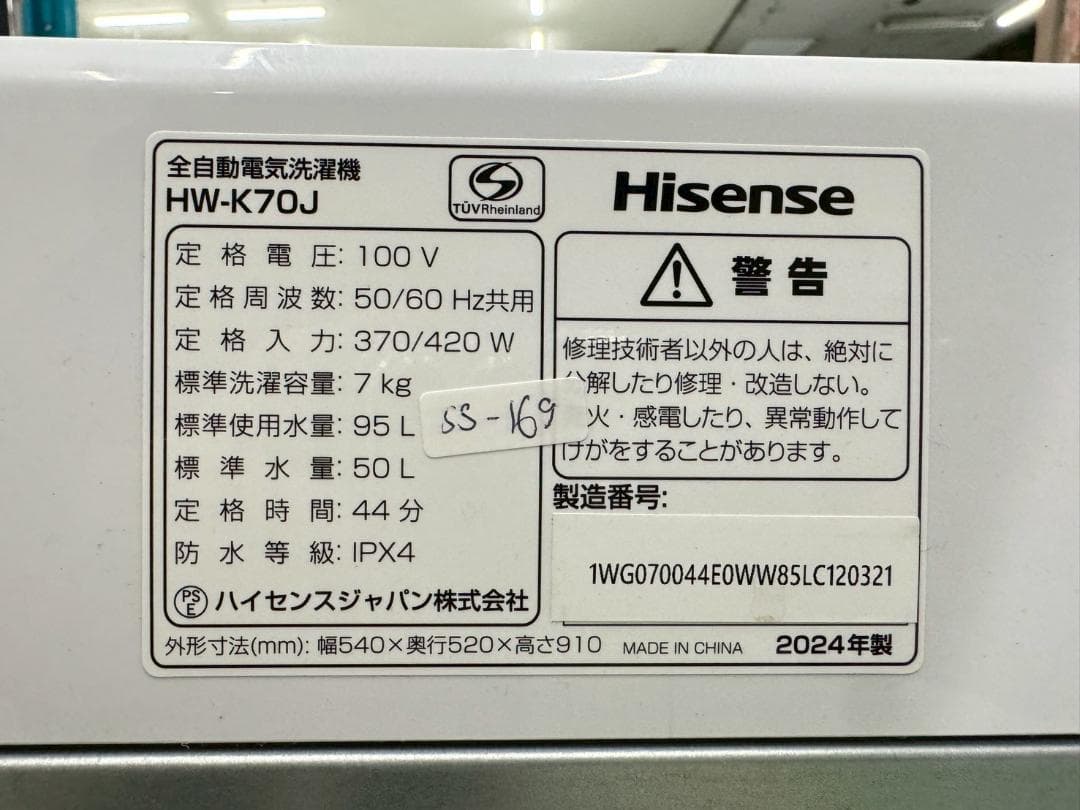 全自動電気洗濯機
HW-K70J
TÜVRheinland
Hisense
定格電圧: 100 V
定格周波数: 50/60 Hz共用
定格入力: 370/420 W
標準洗濯容量: 7 kg
標準使用水量: 95 L
標準水量: 50 L
定格時間: 44 分
防水等級: IPX4
PSE ハイセンスジャパン株式会社
SS-169
警告
修理技術者以外の人は、絶対に
分解したり修理・改造しない。
火・感電したり、異常動作して
けがをすることがあります。
製造番号:
1WG070044E0WW85LC120321
外形寸法(mm): 幅540×奥行520×高さ910 MADE IN CHINA 2024年製